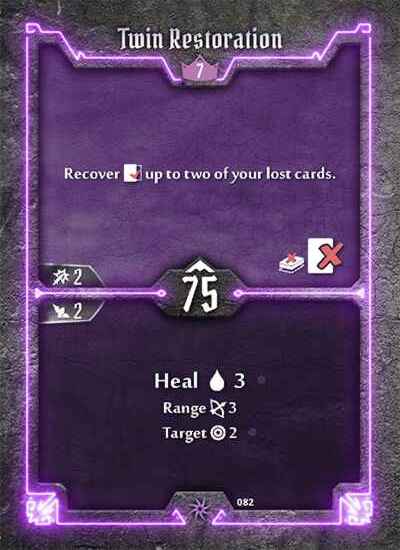 Twin Restoration
7
Recover up to two of your lost cards.
2
75
2
Heal 3
Range 3
Target 2
082